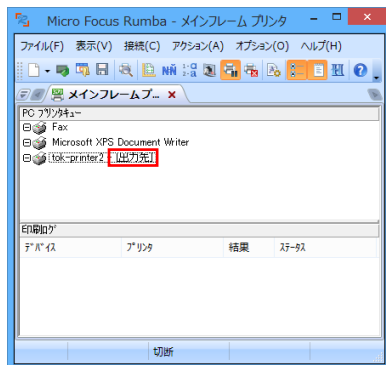 Micro Focus Rumba - メインフレーム プリンタ
ファイル(F) 表示(V) 接続(C) アクション(A) オプション(O) ヘルプ(H)
メインフレームプ...
PC プリンタキュー
Fax
Microsoft XPS Document Writer
tok-printer2 - [出力先]
印刷ログ
デバイス プリンタ 結果 ステータス
切断